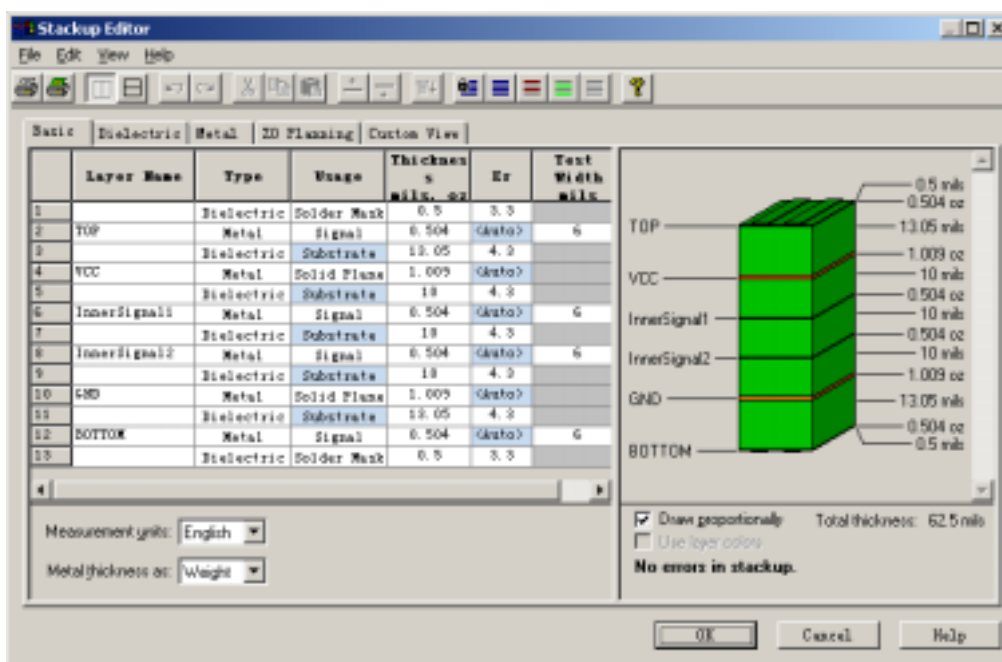 Stackup Editor
File Edit View Help
Basic Dielectric Metal Z0 Planning Custom View
Layer Name Type Usage Thickness mils, oz Er Test Width mils
1 Dielectric Solder Mask 0.5 3.3
2 TOP Metal Signal 0.504 <Auto> 6
3 Dielectric Substrate 13.05 4.3
4 VCC Metal Solid Plane 1.009 <Auto>
5 Dielectric Substrate 10 4.3
6 InnerSignal1 Metal Signal 0.504 <Auto> 6
7 Dielectric Substrate 10 4.3
8 InnerSignal2 Metal Signal 0.504 <Auto> 6
9 Dielectric Substrate 10 4.3
10 GND Metal Solid Plane 1.009 <Auto>
11 Dielectric Substrate 13.05 4.3
12 BOTTOM Metal Signal 0.504 <Auto> 6
13 Dielectric Solder Mask 0.5 3.3
Measurement units: English
Metal thickness as: Weight
0.5 mils
0.504 oz
TOP 13.05 mils
1.009 oz
VCC 10 mils
0.504 oz
InnerSignal1 10 mils
0.504 oz
InnerSignal2 10 mils
1.009 oz
GND 13.05 mils
0.504 oz
BOTTOM 0.5 mils
Draw proportionally Total thickness: 62.5 mils
Use layer colors
No errors in stackup.
OK Cancel Help